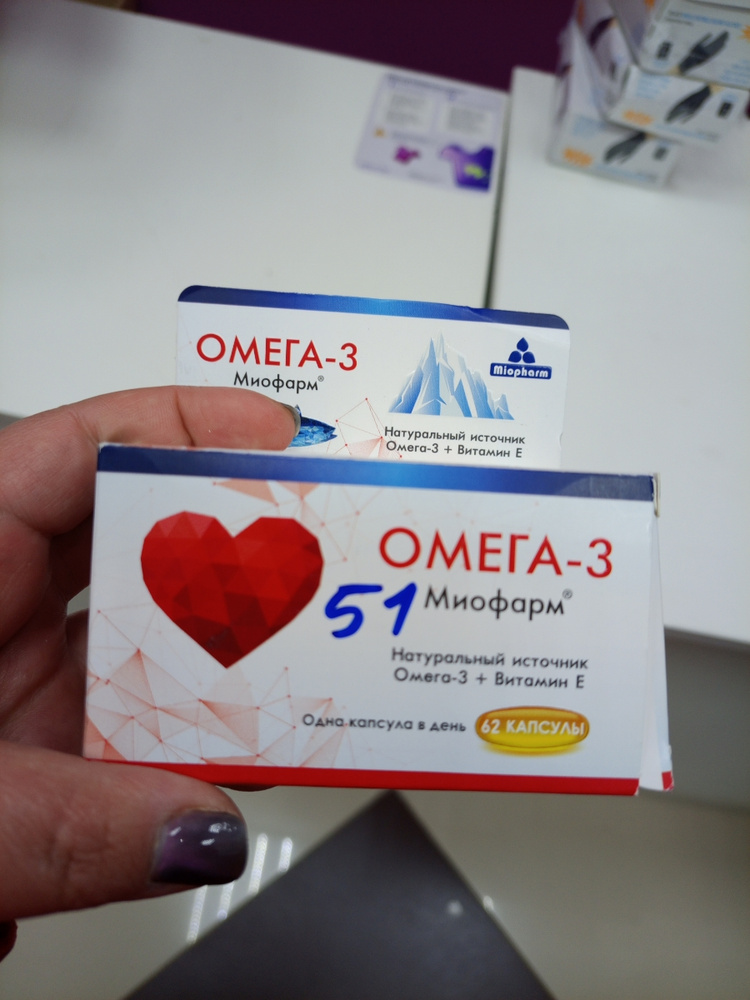 ОМЕГА-3
Миофарм®
Miopharm
Натуральный источник
Омега-3 + Витамин Е
ОМЕГА-3
51
Миофарм®
Натуральный источник
Омега-3 + Витамин Е
Одна капсула в день
62 КАПСУЛЫ